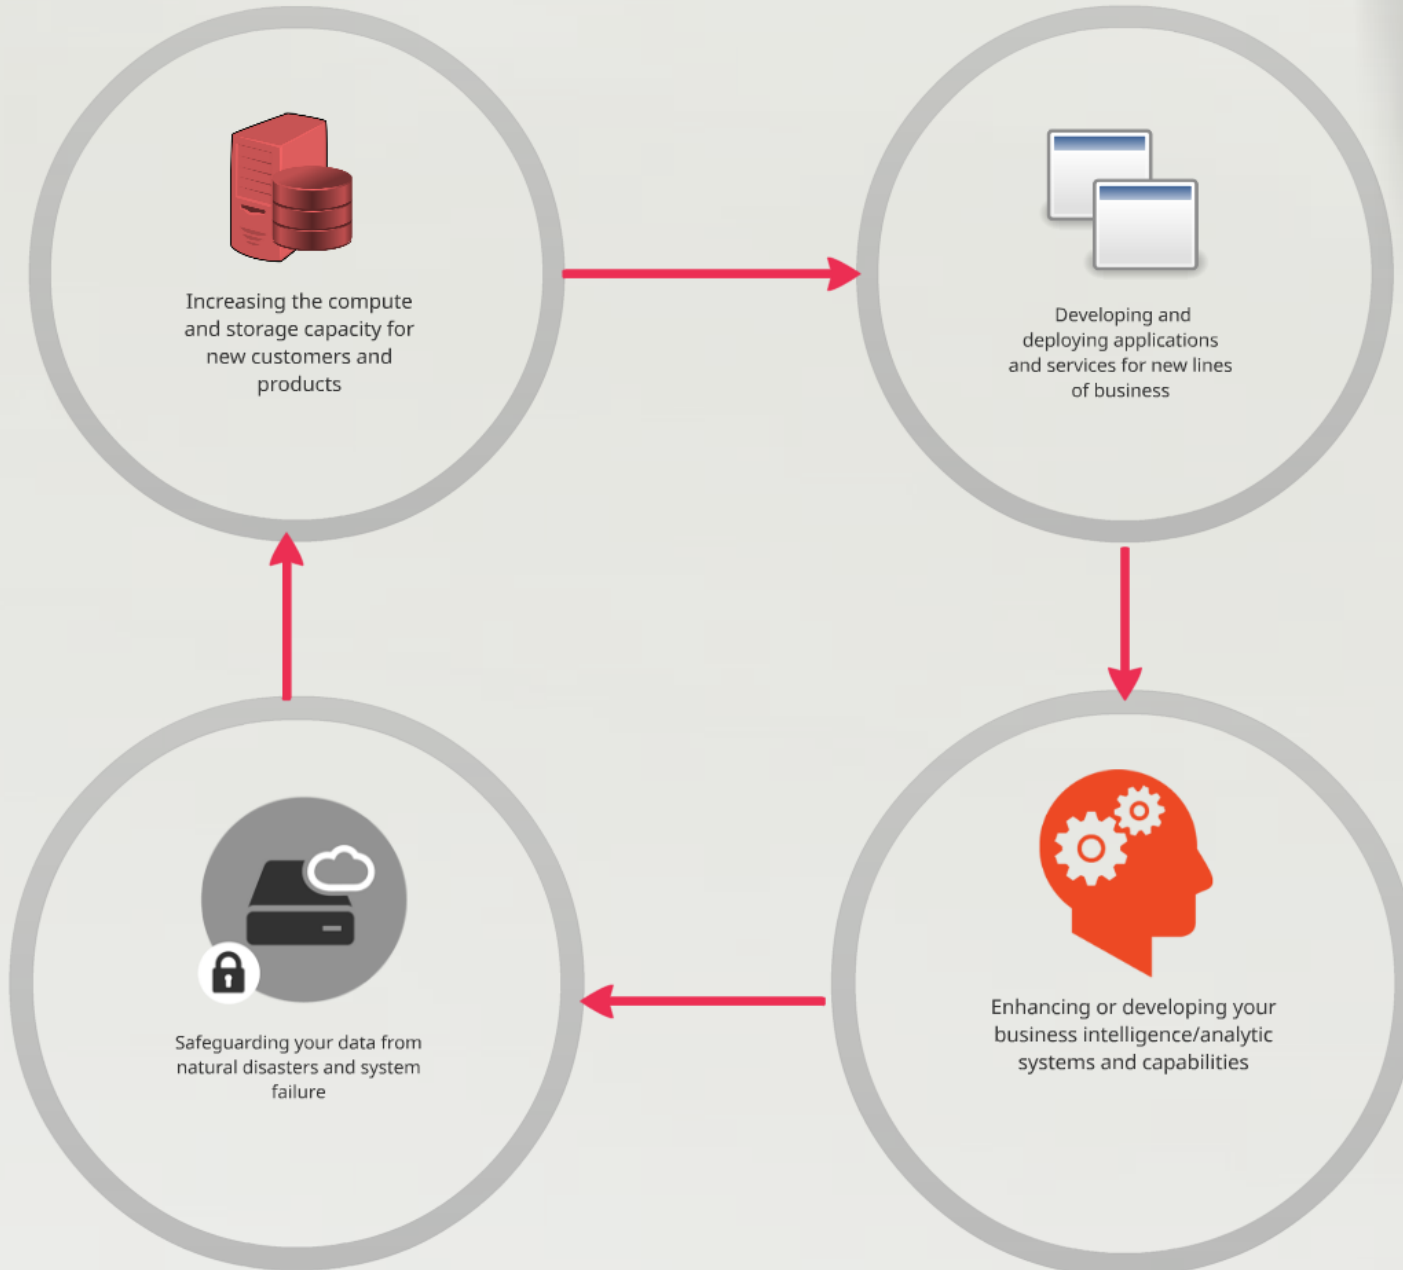 Increasing the compute
and storage capacity for
new customers and
products
Developing and
deploying applications
and services for new lines
of business
Safeguarding your data from
natural disasters and system
failure
Enhancing or developing your
business intelligence/analytic
systems and capabilities